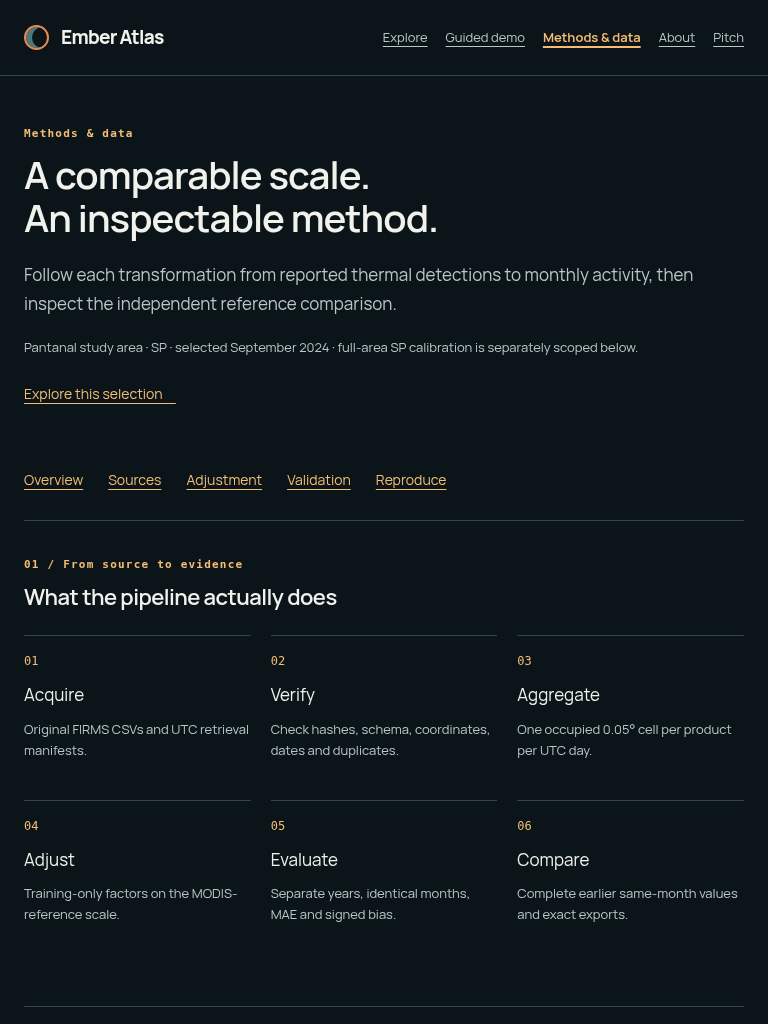 Ember Atlas
Explore Guided demo Methods & data About Pitch
Methods & data
A comparable scale.
An inspectable method.
Follow each transformation from reported thermal detections to monthly activity, then
inspect the independent reference comparison.
Pantanal study area · SP · selected September 2024 · full-area SP calibration is separately scoped below.
Explore this selection
Overview Sources Adjustment Validation Reproduce
01 / From source to evidence
What the pipeline actually does
01
Acquire
Original FIRMS CSVs and UTC retrieval
manifests.
02
Verify
Check hashes, schema, coordinates,
dates and duplicates.
03
Aggregate
One occupied 0.05° cell per product
per UTC day.
04
Adjust
Training-only factors on the MODIS-
reference scale.
05
Evaluate
Separate years, identical months,
MAE and signed bias.
06
Compare
Complete earlier same-month values
and exact exports.